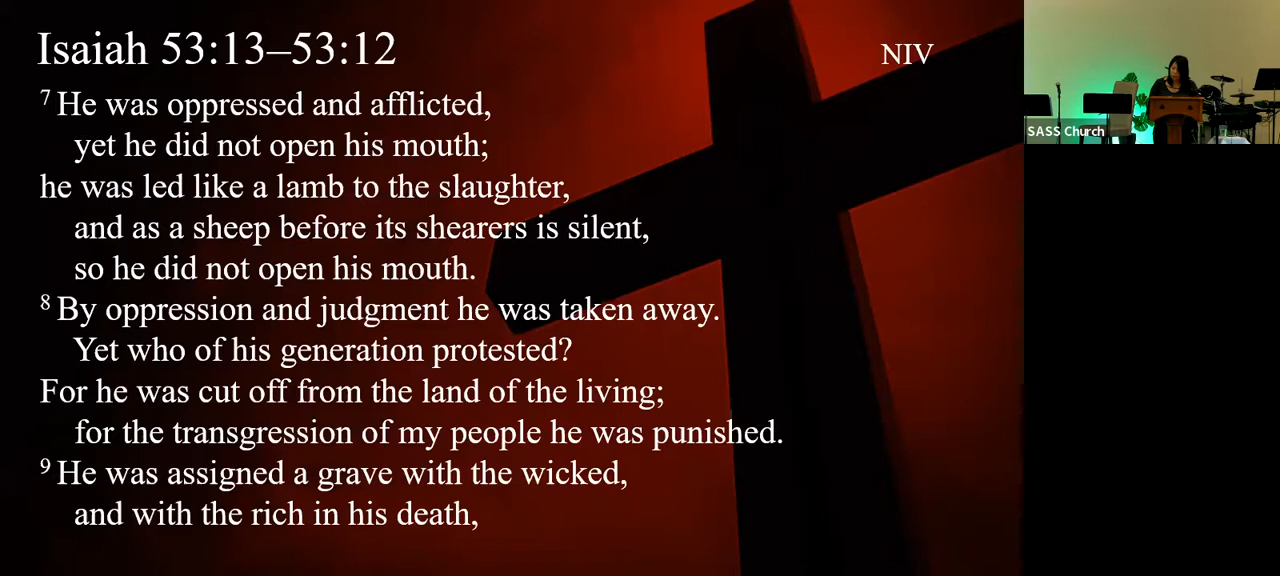 Isaiah 53:13–53:12
NIV
7 He was oppressed and afflicted,
yet he did not open his mouth;
he was led like a lamb to the slaughter,
and as a sheep before its shearers is silent,
so he did not open his mouth.
8 By oppression and judgment he was taken away.
Yet who of his generation protested?
For he was cut off from the land of the living;
for the transgression of my people he was punished.
9 He was assigned a grave with the wicked,
and with the rich in his death,
SASS Church